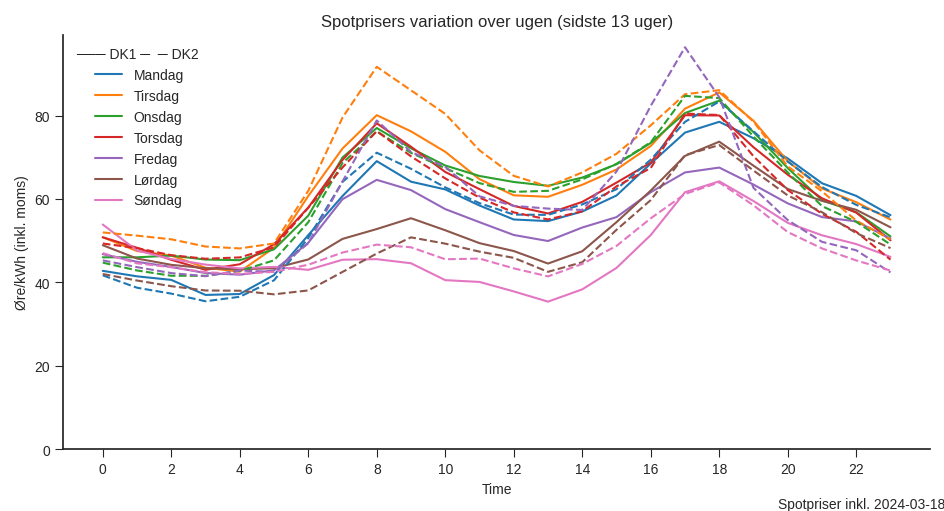 Spotprisers variation over ugen (sidste 13 uger)
DK1 DK2
Mandag
Tirsdag
Onsdag
Torsdag
Fredag
Lørdag
Søndag
Øre/kWh (inkl. moms)
80
60
40
20
0
0 2 4 6 8 10 12 14 16 18 20 22
Time
Spotpriser inkl. 2024-03-18